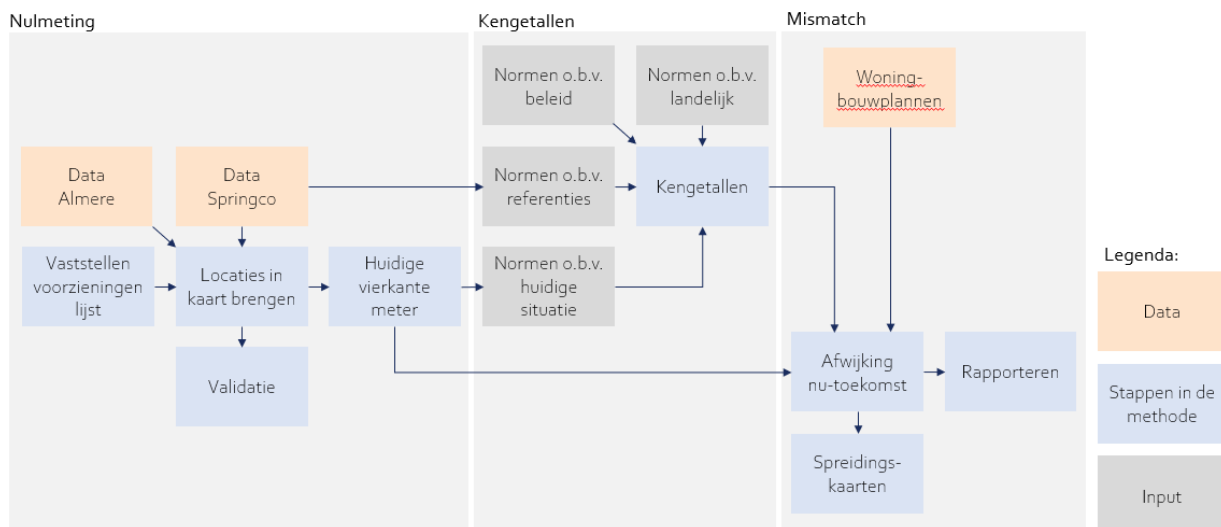 Nulmeting
Data
Almere
Data
Springco
Vaststellen
voorzieningen
lijst
Locaties in
kaart brengen
Huidige
vierkante
meter
Validatie
Kengetallen
Normen o.b.v.
beleid
Normen o.b.v.
landelijk
Normen o.b.v.
referenties
Kengetallen
Normen o.b.v.
huidige
situatie
Mismatch
Woning-
bouwplannen
Afwijking
nu-toekomst
Rapporteren
Spreidings-
kaarten
Legenda:
Data
Stappen in de
methode
Input